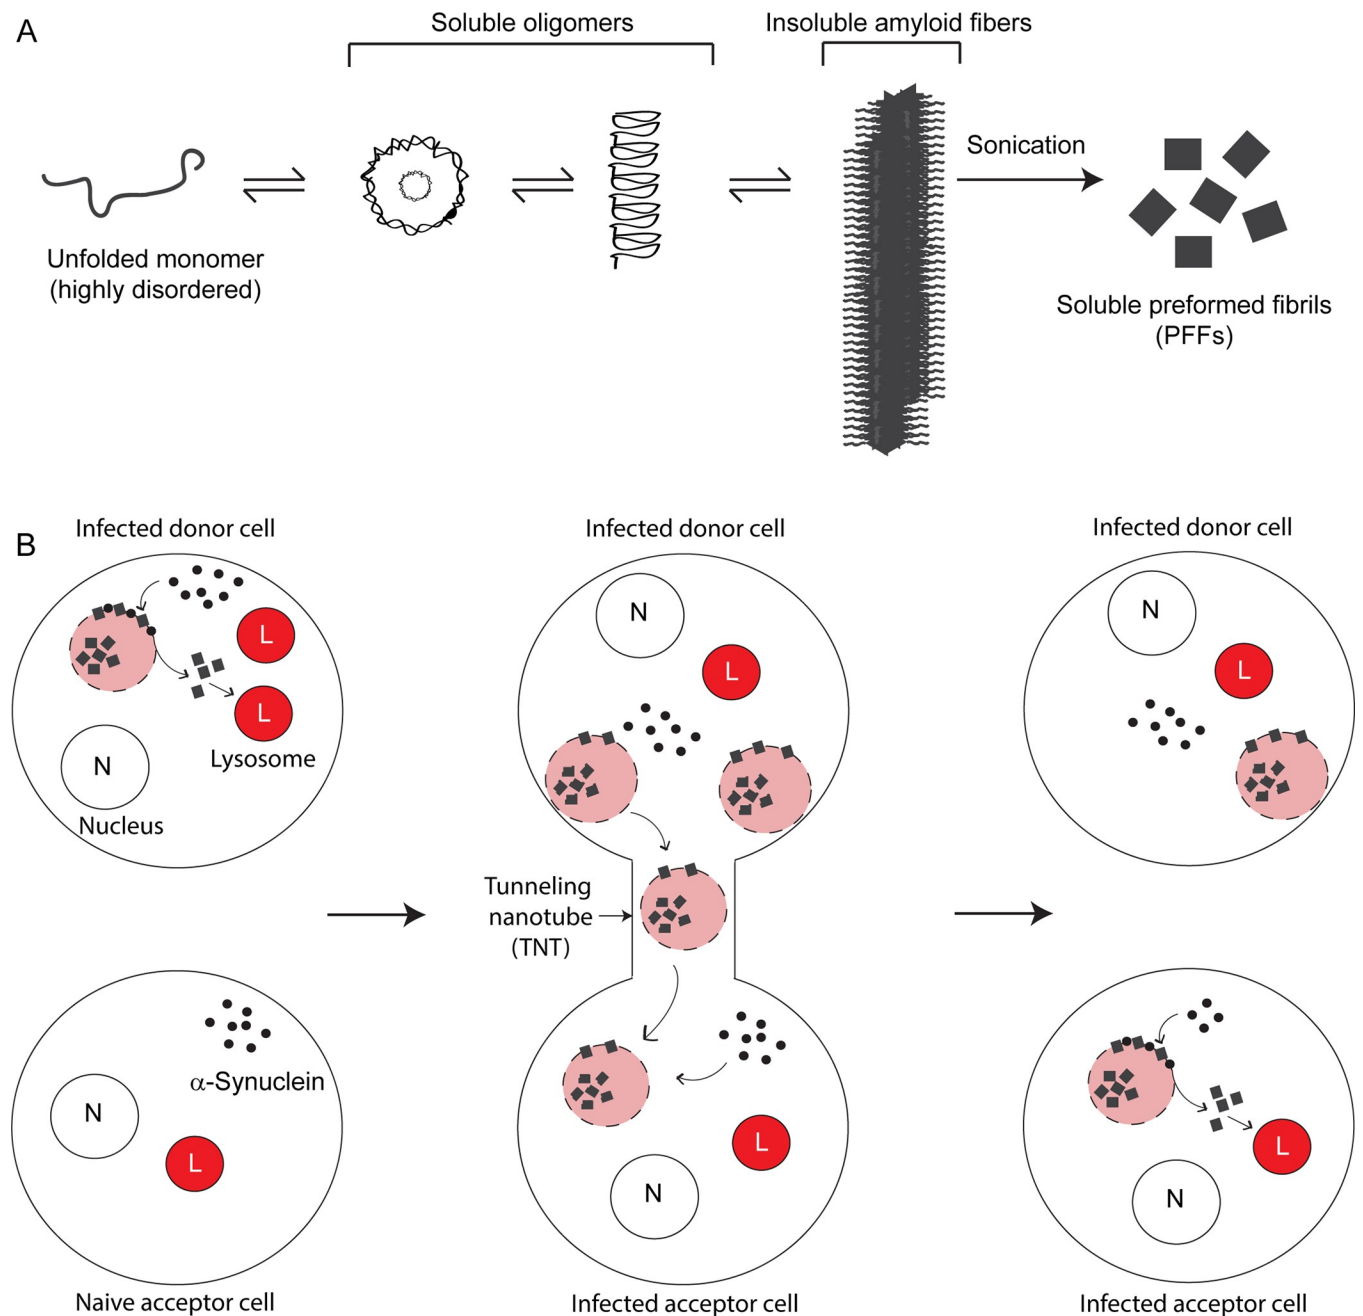 A
Soluble oligomers
Insoluble amyloid fibers
Sonication
Unfolded monomer
(highly disordered)
Soluble preformed fibrils
(PFFs)
B
Infected donor cell
Infected donor cell
Infected donor cell
L
L
Lysosome
N
Nucleus
N
L
N
L
Tunneling
nanotube
(TNT)
α-Synuclein
N
L
L
N
L
N
Naive acceptor cell
Infected acceptor cell
Infected acceptor cell